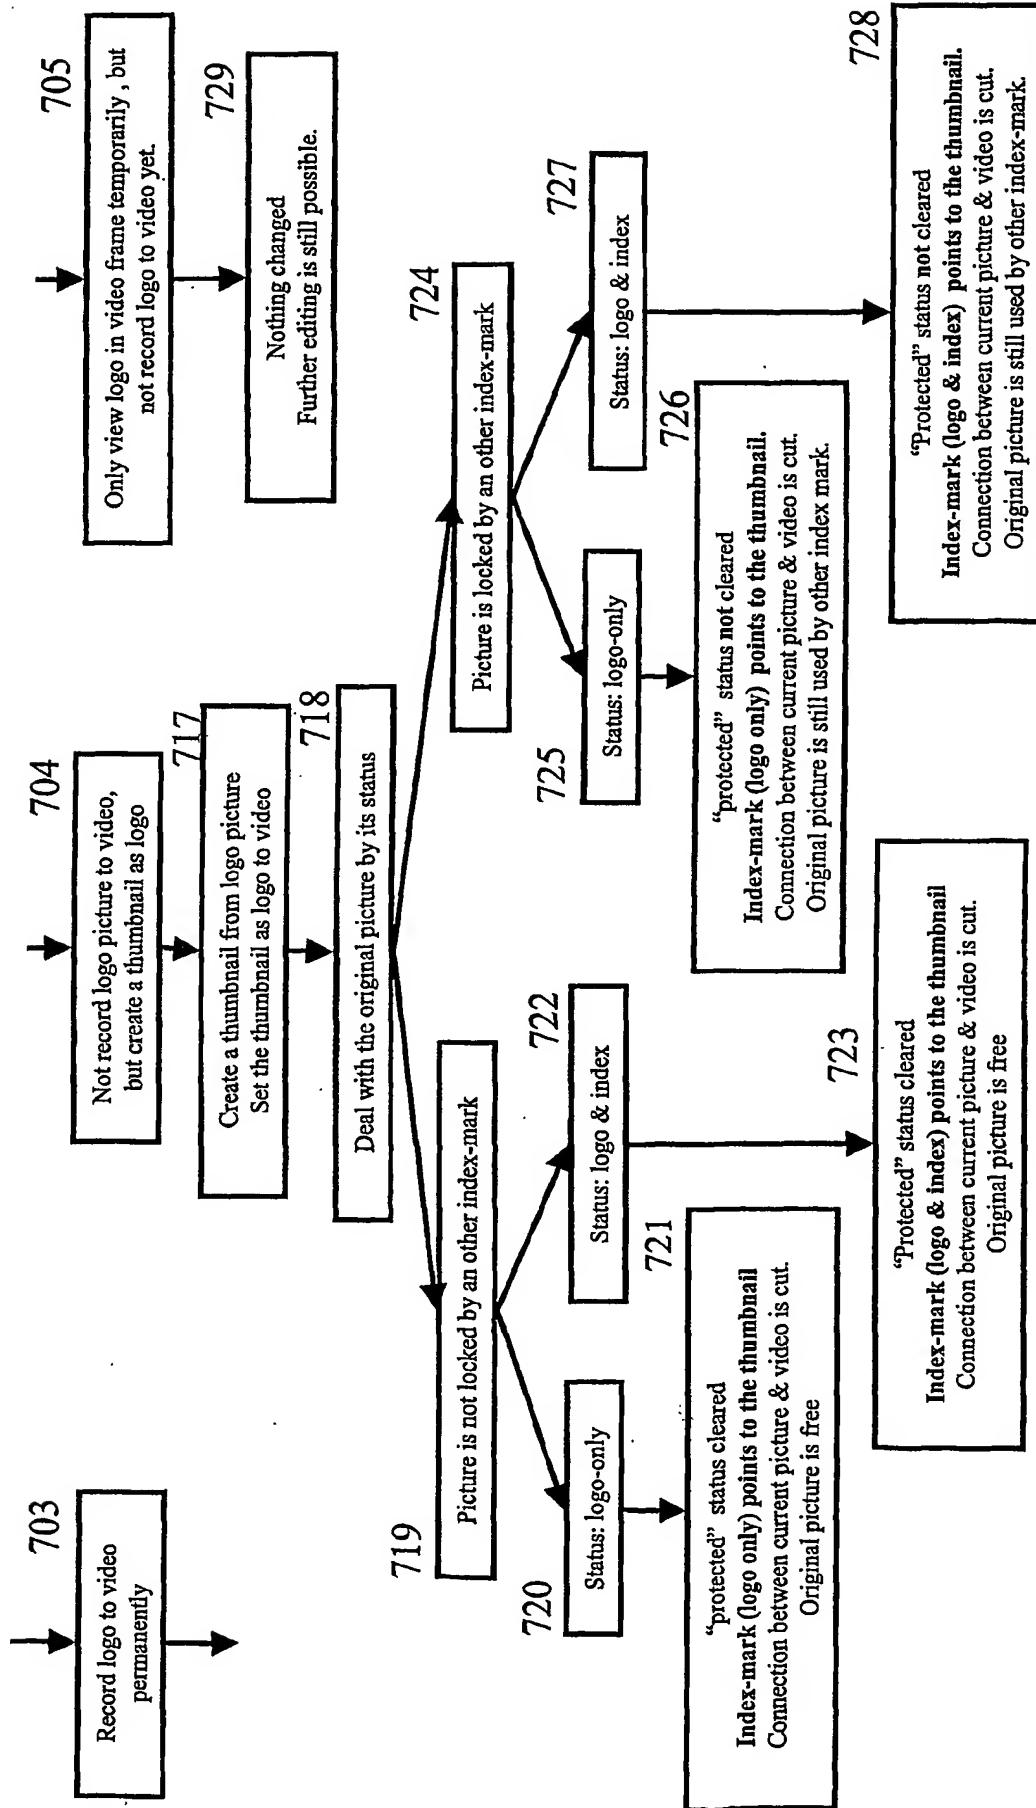 703
Record logo to video
permanently
704
Not record logo picture to video,
but create a thumbnail as logo
717
Create a thumbnail from logo picture
Set the thumbnail as logo to video
718
Deal with the original picture by its status
719
Picture is not locked by an other index-mark
720
Status: logo-only
721
“protected” status cleared
Index-mark (logo only) points to the thumbnail
Connection between current picture & video is cut.
Original picture is free
722
Status: logo & index
723
“Protected” status cleared
Index-mark (logo & index) points to the thumbnail
Connection between current picture & video is cut.
Original picture is free
724
Picture is locked by an other index-mark
725
Status: logo-only
726
“protected” status not cleared
Index-mark (logo only) points to the thumbnail.
Connection between current picture & video is cut.
Original picture is still used by other index mark.
727
Status: logo & index
728
“Protected” status not cleared
Index-mark (logo & index) points to the thumbnail.
Connection between current picture & video is cut.
Original picture is still used by other index-mark.
705
Only view logo in video frame temporarily, but
not record logo to video yet.
729
Nothing changed
Further editing is still possible.